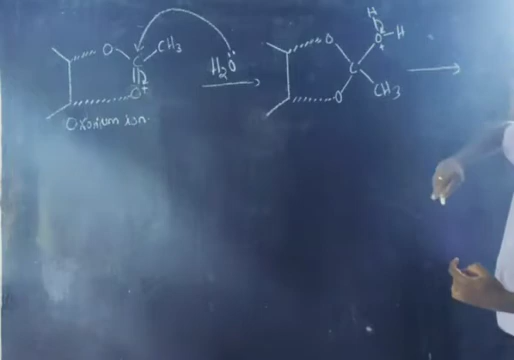 O C CH3
O+
Oxonium ion.
H2O
H
O C O+ H
O CH3